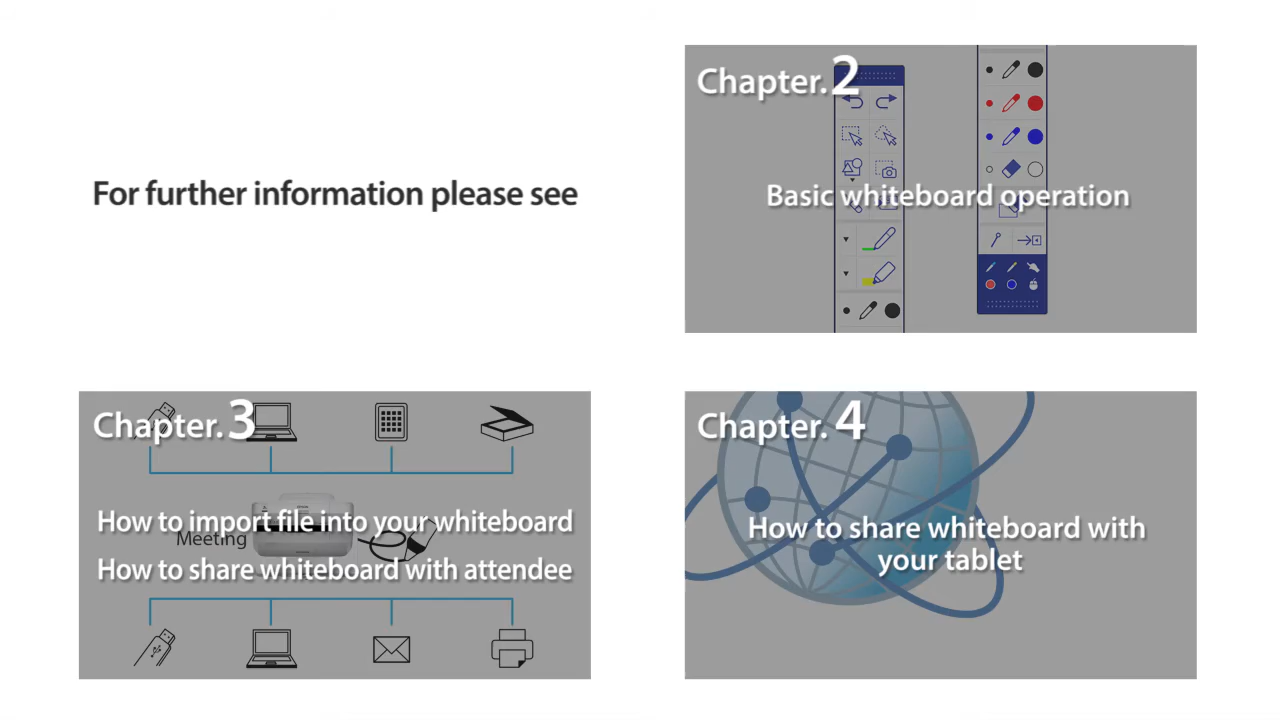 For further information please see
Chapter. 2
Basic whiteboard operation
Chapter. 3
How to import file into your whiteboard
Meeting
How to share whiteboard with attendee
Chapter. 4
How to share whiteboard with
your tablet